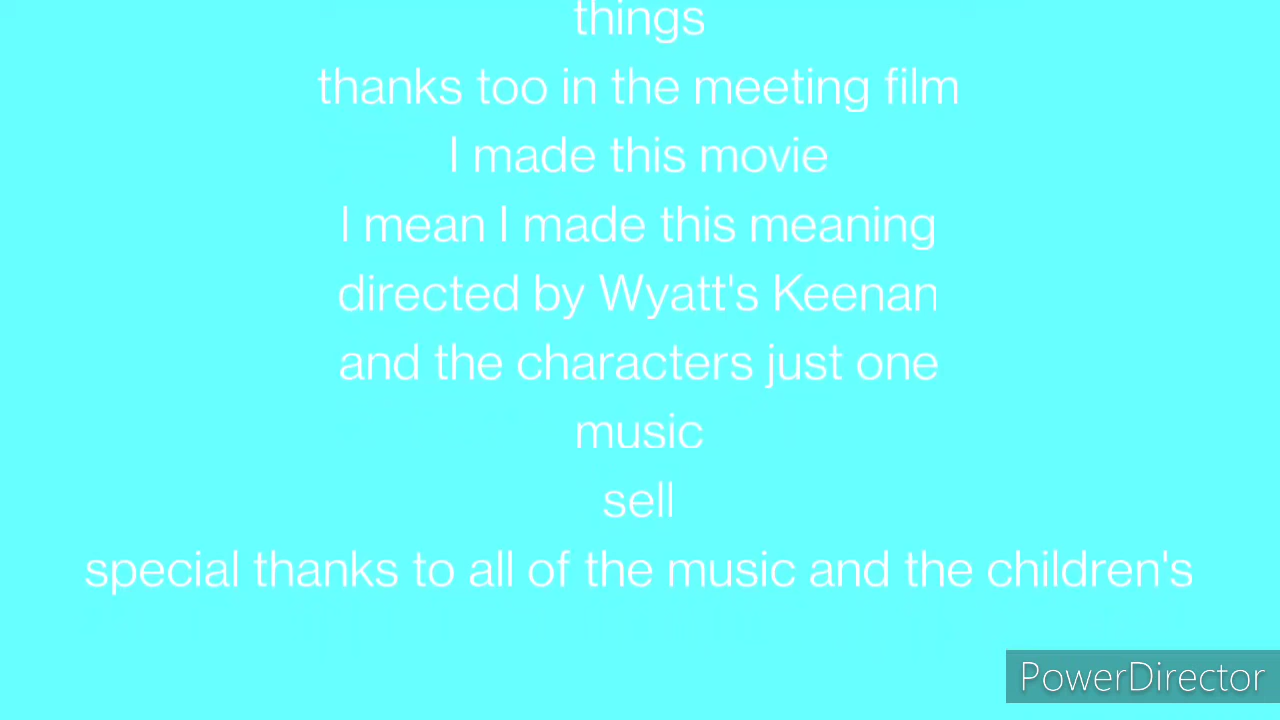 things
thanks too in the meeting film
I made this movie
I mean I made this meaning
directed by Wyatt's Keenan
and the characters just one
music
sell
special thanks to all of the music and the children's
PowerDirector